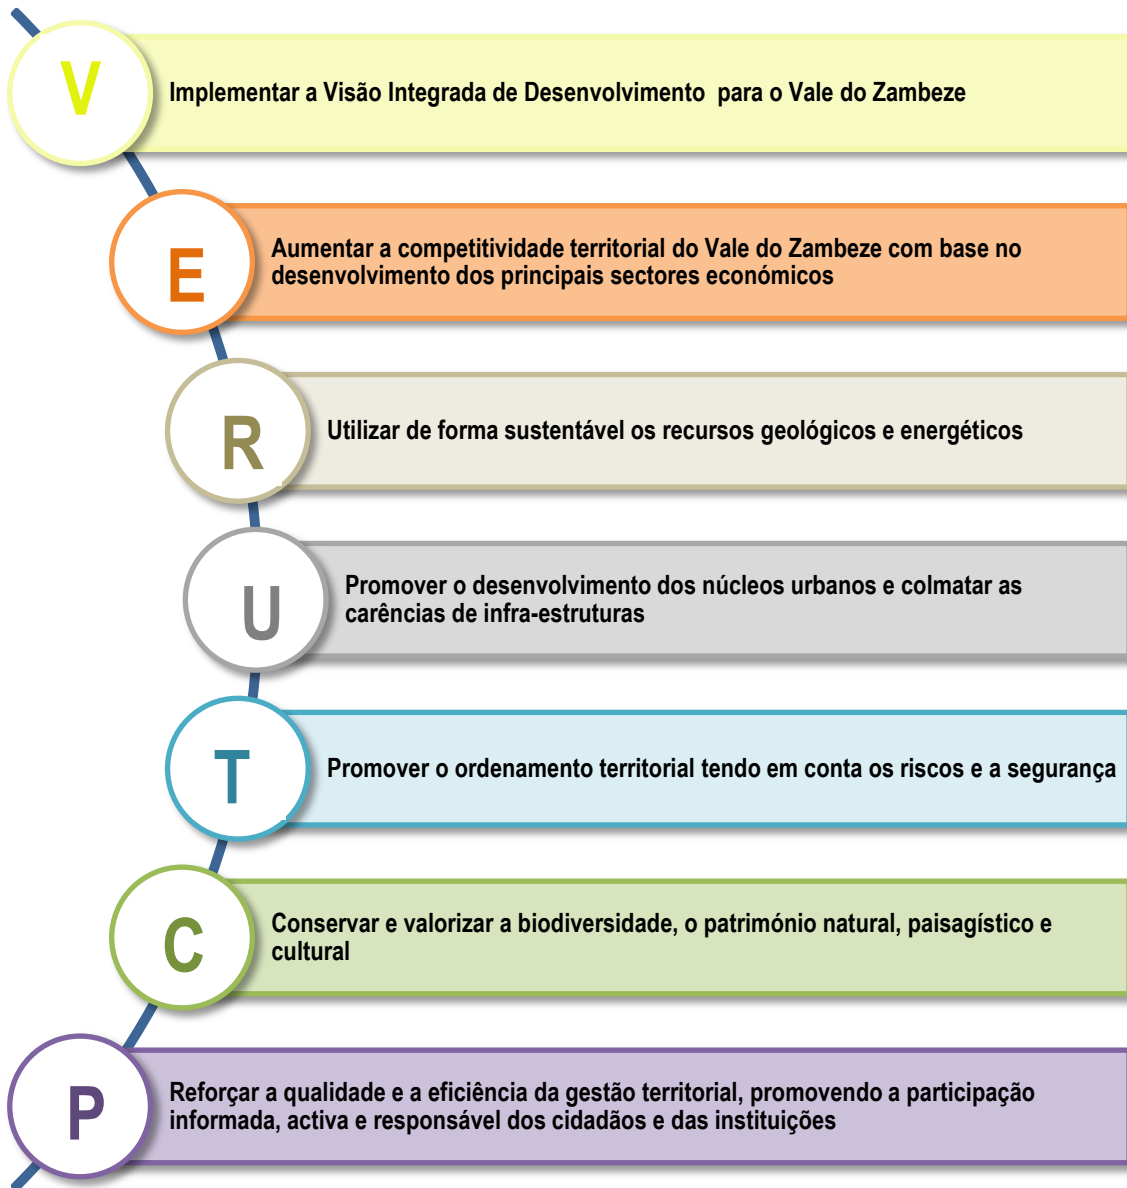 V
Implementar a Visão Integrada de Desenvolvimento  para o Vale do Zambeze
E
Aumentar a competitividade territorial do Vale do Zambeze com base no
desenvolvimento dos principais sectores económicos
R
Utilizar de forma sustentável os recursos geológicos e energéticos
U
Promover o desenvolvimento dos núcleos urbanos e colmatar as
carências de infra-estruturas
T
Promover o ordenamento territorial tendo em conta os riscos e a segurança
C
Conservar e valorizar a biodiversidade, o património natural, paisagístico e
cultural
P
Reforçar a qualidade e a eficiência da gestão territorial, promovendo a participação
informada, activa e responsável dos cidadãos e das instituições